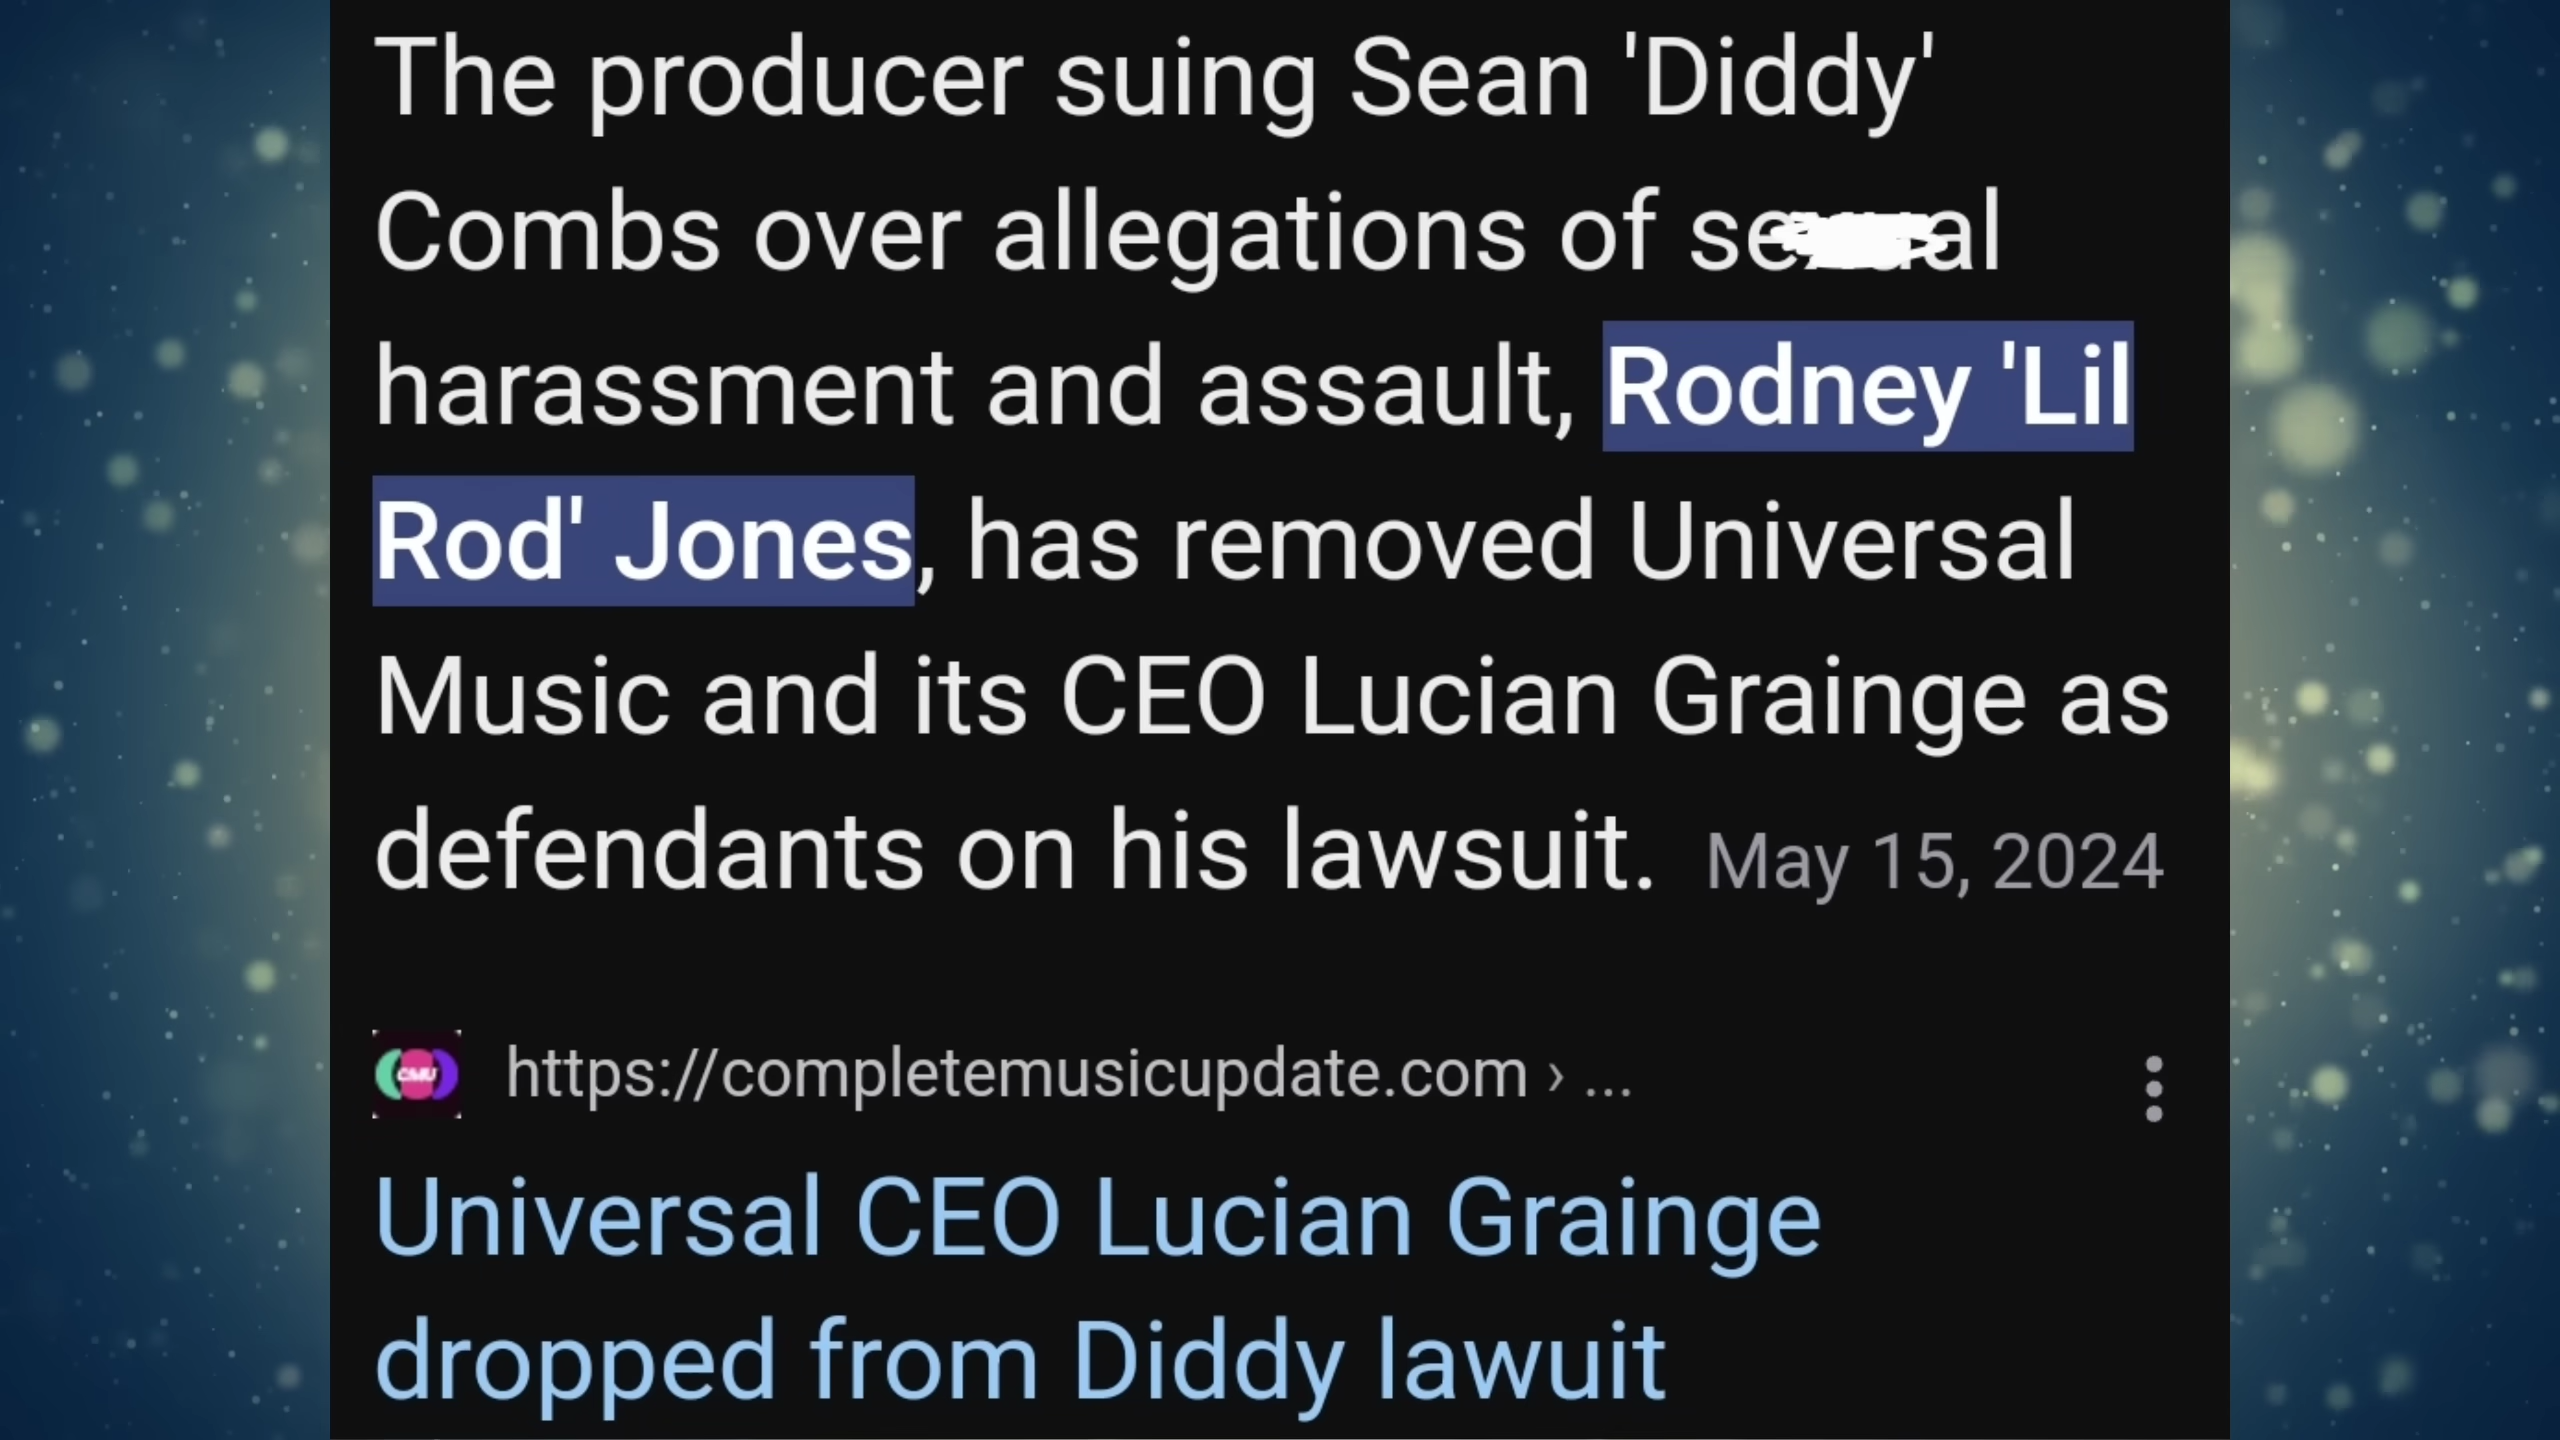 The producer suing Sean 'Diddy'
Combs over allegations of
harassment and assault, Rodney 'Lil
Rod' Jones, has removed Universal
Music and its CEO Lucian Grainge as
defendants on his lawsuit. May 15, 2024
CMU
https://completemusicupdate.com › ...
Universal CEO Lucian Grainge
dropped from Diddy lawuit